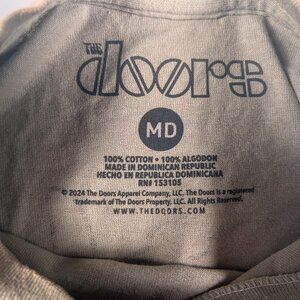 THE
doors
MD
100% COTTON • 100% ALGODON
MADE IN DOMINICAN REPUBLIC
HECHO EN REPUBLICA DOMINICANA
RN# 153105
© 2024 The Doors Apparel Company, LLC. The Doors is a registered
trademark of The Doors Property, LLC. All Rights Reserved.
WWW.THEDOORS.COM